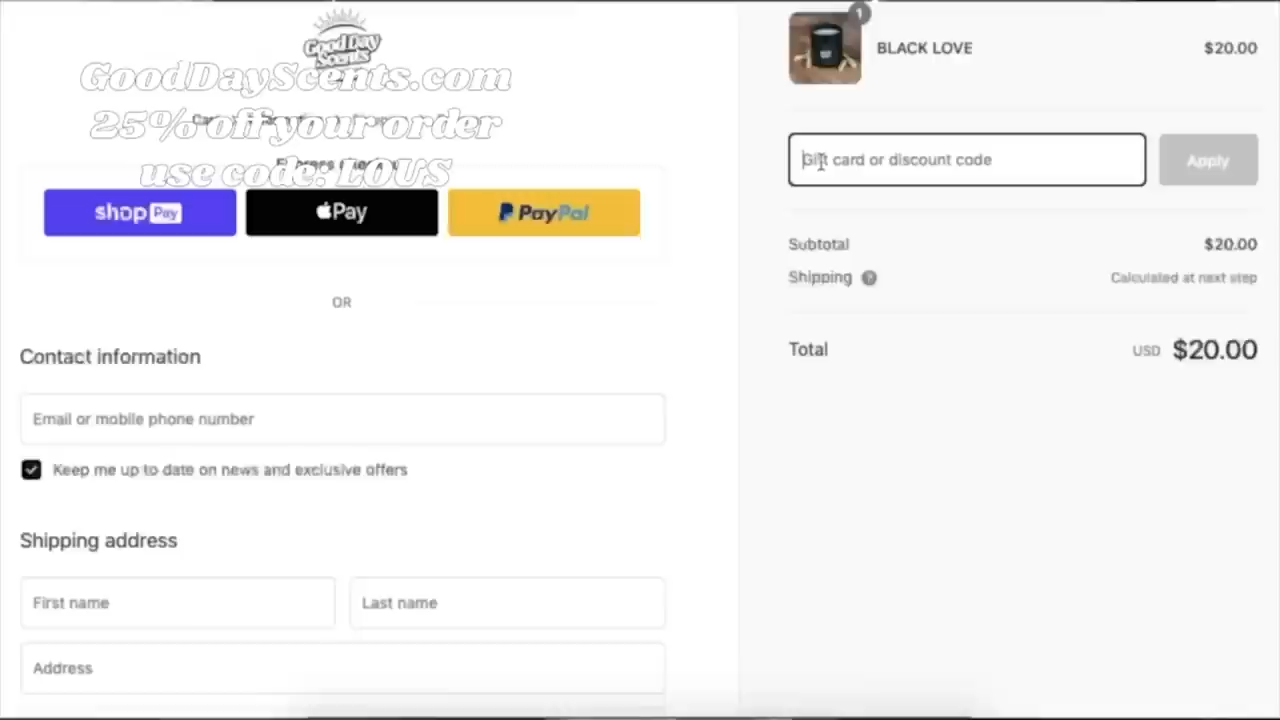 Good Day
Scents
GoodDayScents.com
25% off your order
use code: LOUS
shop Pay
Pay
PayPal
OR
Contact information
Email or mobile phone number
Keep me up to date on news and exclusive offers
Shipping address
First name
Last name
Address
1
BLACK LOVE
$20.00
Gift card or discount code
Apply
Subtotal
$20.00
Shipping ?
Calculated at next step
Total
USD $20.00